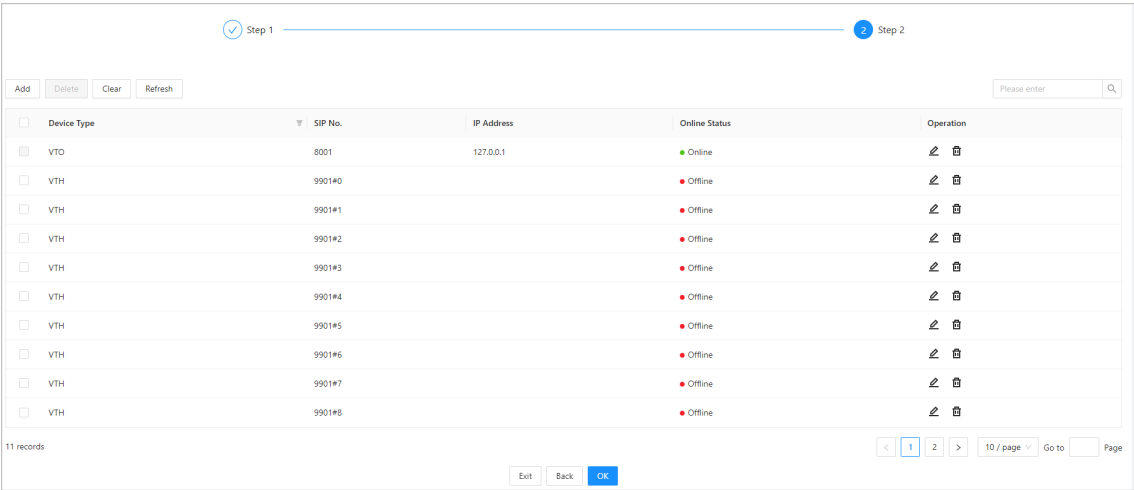 Step 1 2 Step 2
Add Delete Clear Refresh Please enter
Device Type SIP No. IP Address Online Status Operation
VTO 8001 127.0.0.1 Online
VTH 9901#0 Offline
VTH 9901#1 Offline
VTH 9901#2 Offline
VTH 9901#3 Offline
VTH 9901#4 Offline
VTH 9901#5 Offline
VTH 9901#6 Offline
VTH 9901#7 Offline
VTH 9901#8 Offline
11 records < 1 2 > 10 / page Go to Page
Exit Back OK